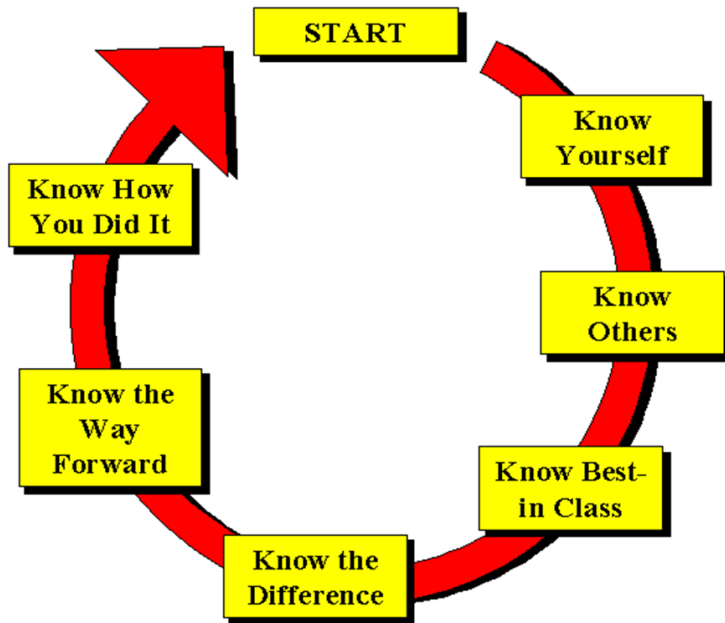 START
Know
Yourself
Know
Others
Know Best-
in Class
Know the
Difference
Know the
Way
Forward
Know How
You Did It